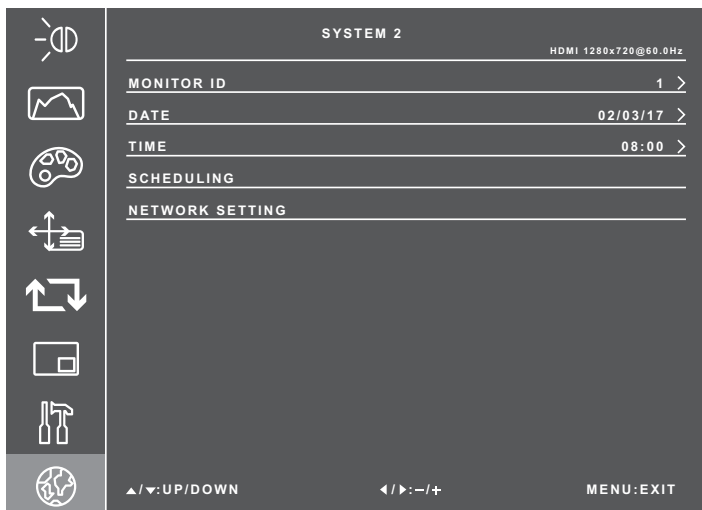 SYSTEM 2
HDMI 1280x720@60.0Hz
MONITOR ID 1 >
DATE 02/03/17 >
TIME 08:00 >
SCHEDULING
NETWORK SETTING
▲/▼:UP/DOWN ◀/▶:−/+ MENU:EXIT